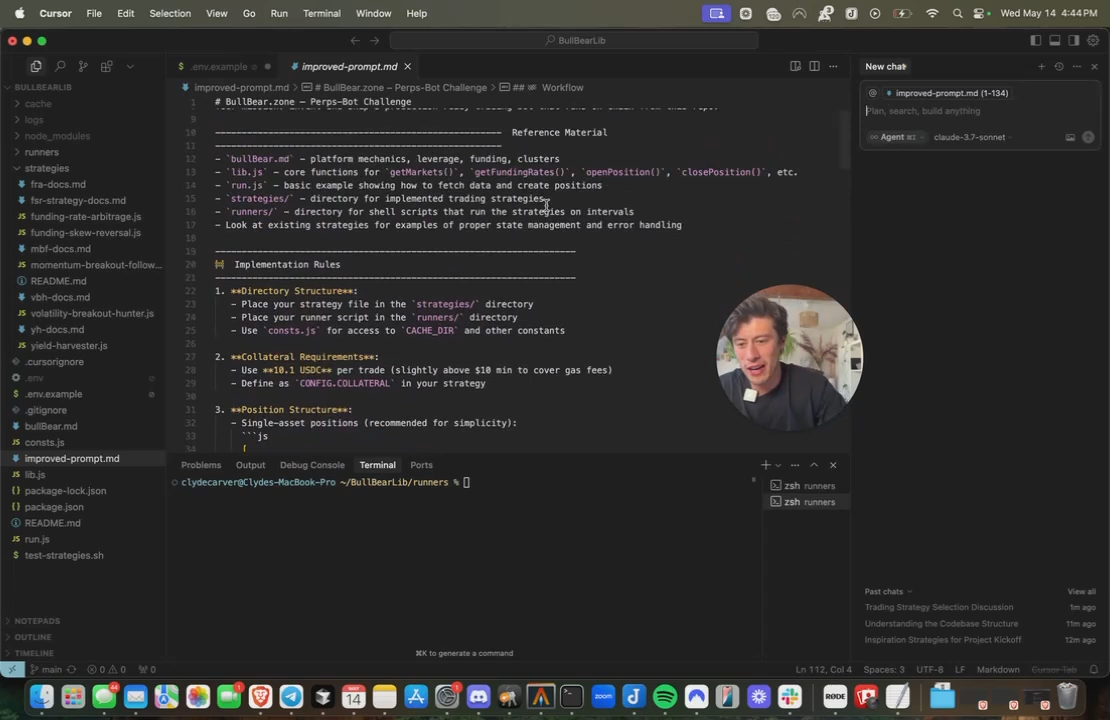 Cursor File Edit Selection View Go Run Terminal Window Help
Wed May 14 4:44 PM
BullBearLib
.env.example
improved-prompt.md
New chat
improved-prompt.md > # BullBear.zone – Perps-Bot Challenge > ## Workflow
BULLBEARLIB
cache
logs
node_modules
runners
strategies
fra-docs.md
fsr-strategy-docs.md
funding-rate-arbitrage.js
funding-skew-reversal.js
mbf-docs.md
momentum-breakout-follow...
README.md
vbh-docs.md
volatility-breakout-hunter.js
yh-docs.md
yield-harvester.js
.cursorignore
.env
.env.example
.gitignore
bullBear.md
consts.js
improved-prompt.md
lib.js
package-lock.json
package.json
README.md
run.js
test-strategies.sh
NOTEPADS
OUTLINE
TIMELINE
1 # BullBear.zone – Perps-Bot Challenge
9
10 ──────────────────── Reference Material
11 ────────────────────
12 - `bullBear.md` – platform mechanics, leverage, funding, clusters
13 - `lib.js` – core functions for `getMarkets()`, `getFundingRates()`, `openPosition()`, `closePosition()`, etc.
14 - `run.js` – basic example showing how to fetch data and create positions
15 - `strategies/` – directory for implemented trading strategies
16 - `runners/` – directory for shell scripts that run the strategies on intervals
17 - Look at existing strategies for examples of proper state management and error handling
18
19 ────────────────────
20 Implementation Rules
21 ────────────────────
22 1. **Directory Structure**:
23 - Place your strategy file in the `strategies/` directory
24 - Place your runner script in the `runners/` directory
25 - Use `consts.js` for access to `CACHE_DIR` and other constants
26
27 2. **Collateral Requirements**:
28 - Use **10.1 USDC** per trade (slightly above $10 min to cover gas fees)
29 - Define as `CONFIG.COLLATERAL` in your strategy
30
31 3. **Position Structure**:
32 - Single-asset positions (recommended for simplicity):
33 ```js
34 [
Problems Output Debug Console Terminal Ports
clydecarver@Clydes-MacBook-Pro ~/BullBearLib/runners %
zsh runners
zsh runners
⌘K to generate a command
@ improved-prompt.md (1-134)
Plan, search, build anything
Agent ⌘I claude-3.7-sonnet
Past chats View all
Trading Strategy Selection Discussion 1m ago
Understanding the Codebase Structure 11m ago
Inspiration Strategies for Project Kickoff 12m ago
main 0 0 0 Ln 112, Col 4 Spaces: 3 UTF-8 LF Markdown Cursor Tab